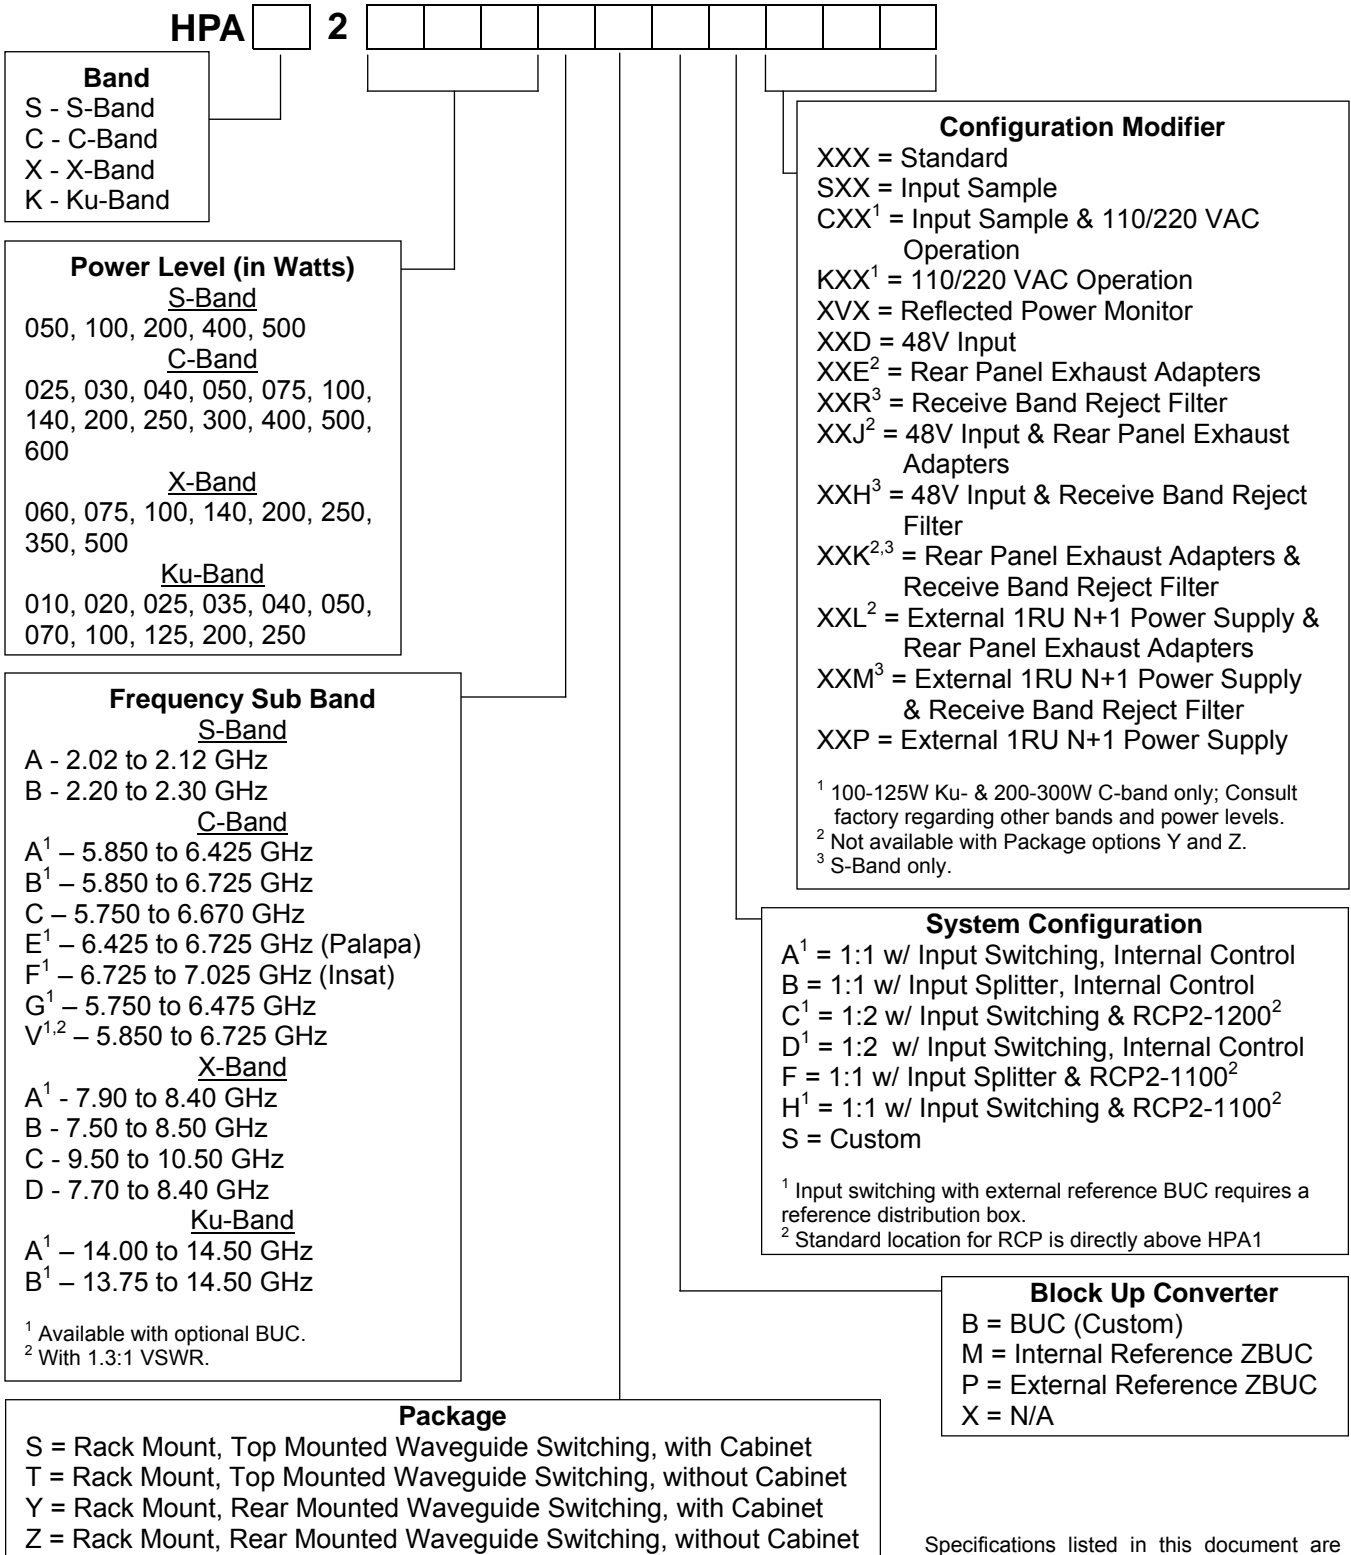 HPA 2
Band
S - S-Band
C - C-Band
X - X-Band
K - Ku-Band
Power Level (in Watts)
S-Band
050, 100, 200, 400, 500
C-Band
025, 030, 040, 050, 075, 100,
140, 200, 250, 300, 400, 500,
600
X-Band
060, 075, 100, 140, 200, 250,
350, 500
Ku-Band
010, 020, 025, 035, 040, 050,
070, 100, 125, 200, 250
Frequency Sub Band
S-Band
A - 2.02 to 2.12 GHz
B - 2.20 to 2.30 GHz
C-Band
A¹ – 5.850 to 6.425 GHz
B¹ – 5.850 to 6.725 GHz
C – 5.750 to 6.670 GHz
E¹ – 6.425 to 6.725 GHz (Palapa)
F¹ – 6.725 to 7.025 GHz (Insat)
G¹ – 5.750 to 6.475 GHz
V¹,² – 5.850 to 6.725 GHz
X-Band
A¹ - 7.90 to 8.40 GHz
B - 7.50 to 8.50 GHz
C - 9.50 to 10.50 GHz
D - 7.70 to 8.40 GHz
Ku-Band
A¹ – 14.00 to 14.50 GHz
B¹ – 13.75 to 14.50 GHz
¹ Available with optional BUC.
² With 1.3:1 VSWR.
Package
S = Rack Mount, Top Mounted Waveguide Switching, with Cabinet
T = Rack Mount, Top Mounted Waveguide Switching, without Cabinet
Y = Rack Mount, Rear Mounted Waveguide Switching, with Cabinet
Z = Rack Mount, Rear Mounted Waveguide Switching, without Cabinet
Configuration Modifier
XXX = Standard
SXX = Input Sample
CXX¹ = Input Sample & 110/220 VAC
Operation
KXX¹ = 110/220 VAC Operation
XVX = Reflected Power Monitor
XXD = 48V Input
XXE² = Rear Panel Exhaust Adapters
XXR³ = Receive Band Reject Filter
XXJ² = 48V Input & Rear Panel Exhaust
Adapters
XXH³ = 48V Input & Receive Band Reject
Filter
XXK²,³ = Rear Panel Exhaust Adapters &
Receive Band Reject Filter
XXL² = External 1RU N+1 Power Supply &
Rear Panel Exhaust Adapters
XXM³ = External 1RU N+1 Power Supply
& Receive Band Reject Filter
XXP = External 1RU N+1 Power Supply
¹ 100-125W Ku- & 200-300W C-band only; Consult
factory regarding other bands and power levels.
² Not available with Package options Y and Z.
³ S-Band only.
System Configuration
A¹ = 1:1 w/ Input Switching, Internal Control
B = 1:1 w/ Input Splitter, Internal Control
C¹ = 1:2 w/ Input Switching & RCP2-1200²
D¹ = 1:2 w/ Input Switching, Internal Control
F = 1:1 w/ Input Splitter & RCP2-1100²
H¹ = 1:1 w/ Input Switching & RCP2-1100²
S = Custom
¹ Input switching with external reference BUC requires a
reference distribution box.
² Standard location for RCP is directly above HPA1
Block Up Converter
B = BUC (Custom)
M = Internal Reference ZBUC
P = External Reference ZBUC
X = N/A
Specifications listed in this document are